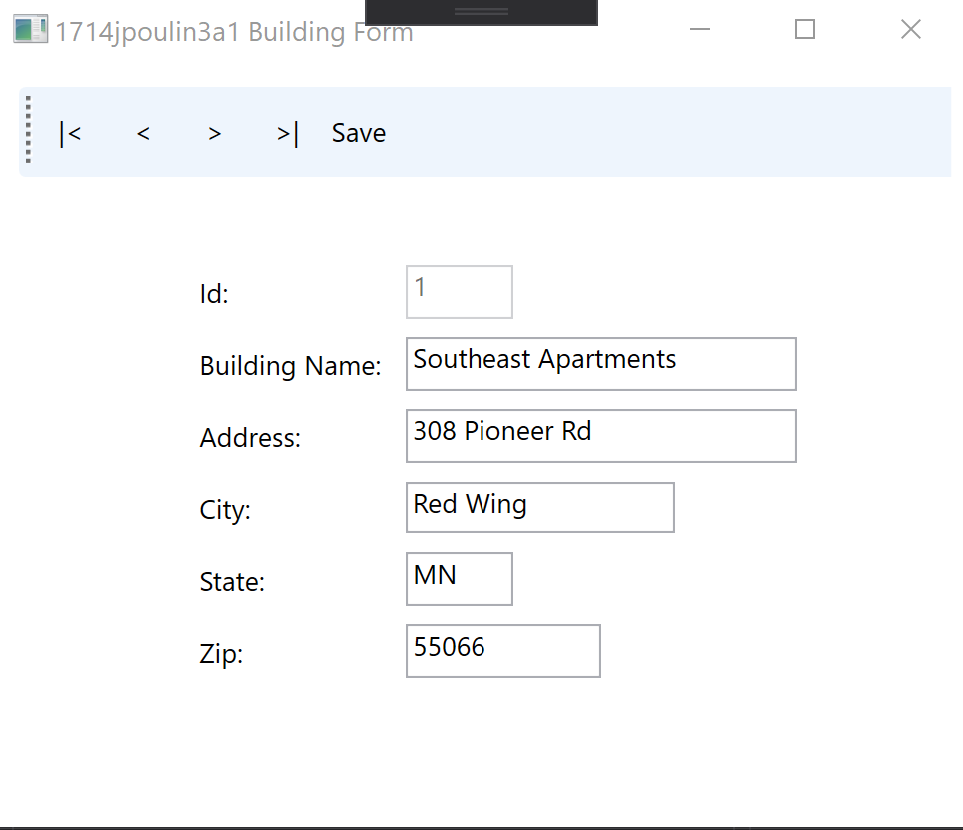 1714jpoulin3a1 Building Form
|< < > >| Save
Id: 1
Building Name: Southeast Apartments
Address: 308 Pioneer Rd
City: Red Wing
State: MN
Zip: 55066